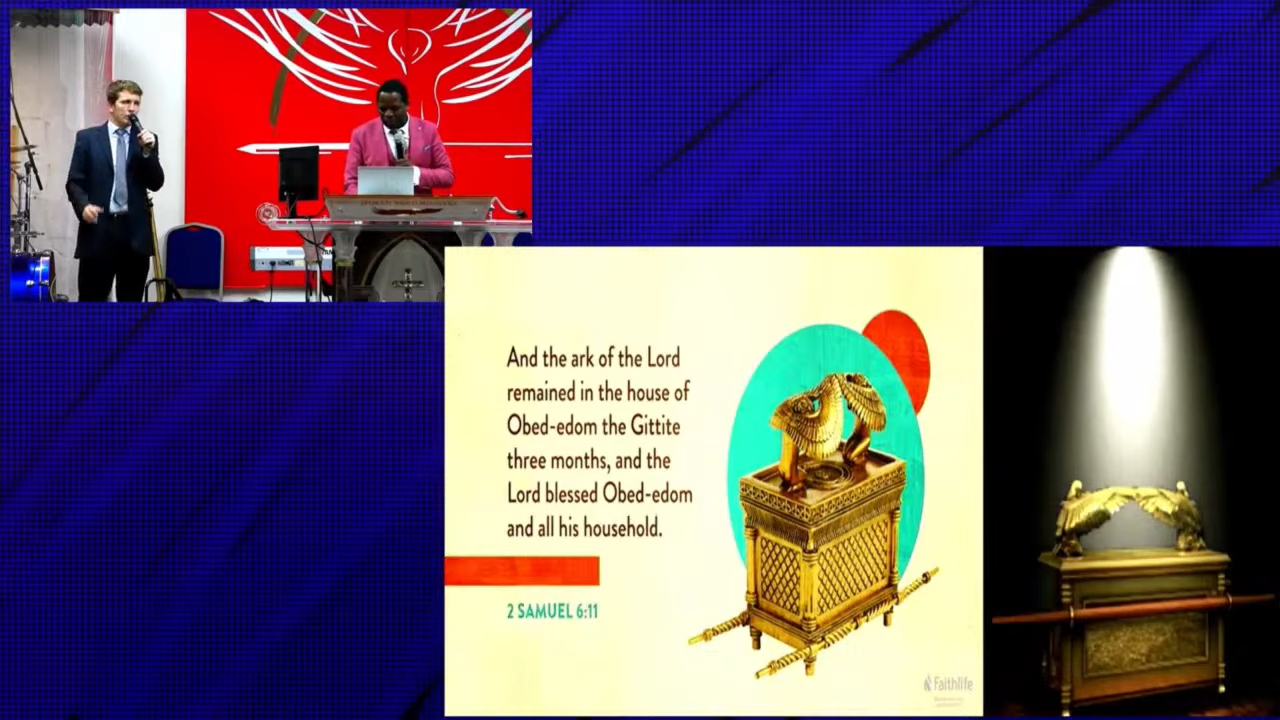 And the ark of the Lord
remained in the house of
Obed-edom the Gittite
three months, and the
Lord blessed Obed-edom
and all his household.
2 SAMUEL 6:11
Faithlife